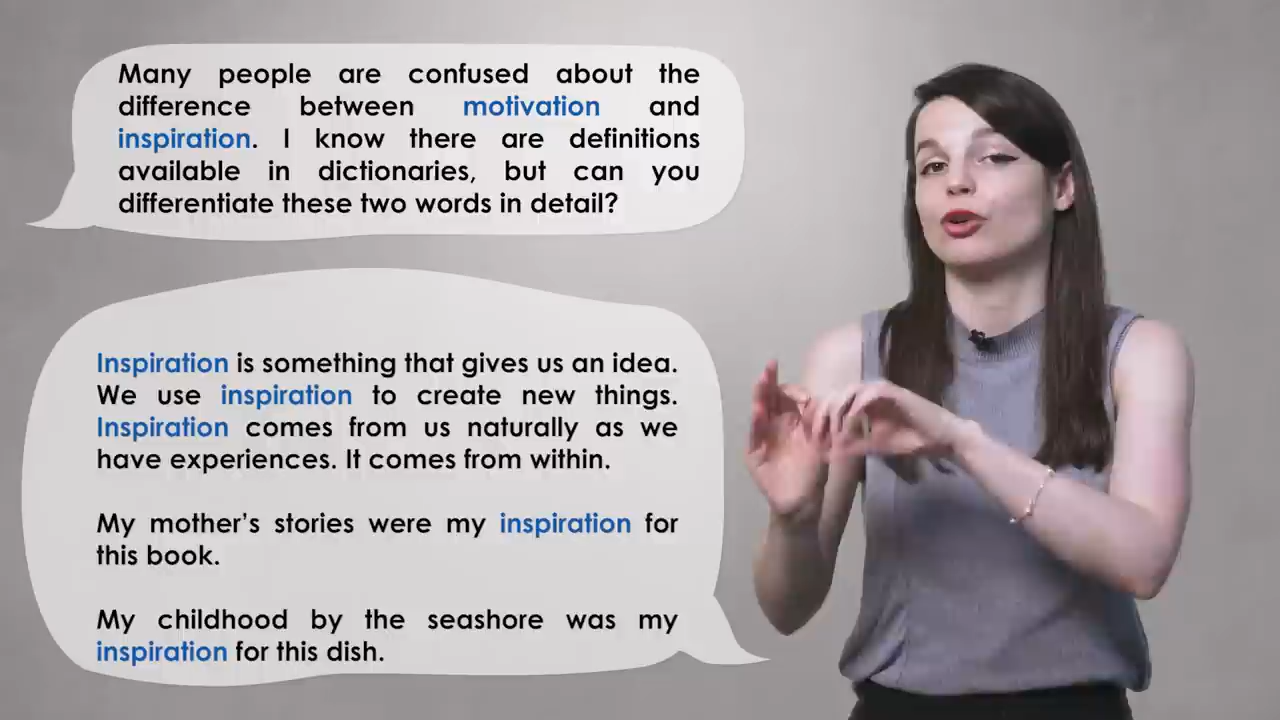 Many people are confused about the
difference between motivation and
inspiration. I know there are definitions
available in dictionaries, but can you
differentiate these two words in detail?
Inspiration is something that gives us an idea.
We use inspiration to create new things.
Inspiration comes from us naturally as we
have experiences. It comes from within.
My mother's stories were my inspiration for
this book.
My childhood by the seashore was my
inspiration for this dish.